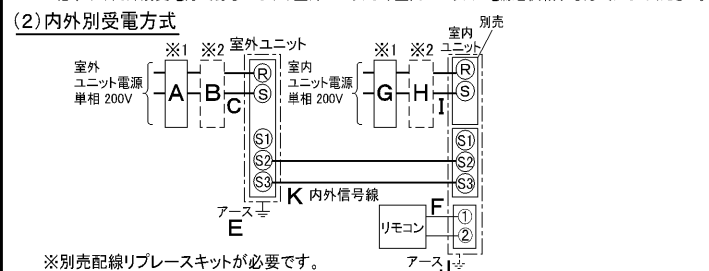 (2)内外別受電方式
※1 ※2 室外ユニット
室外
ユニット電源
単相 200V
A
B
C
R
S
S1
S2
S3
アース
E
※1 ※2
室内
ユニット
別売
室内
ユニット電源
単相 200V
G
H
I
R
S
S1
S2
S3
K 内外信号線
リモコン
F
①
②
アース
※別売配線リプレースキットが必要です。